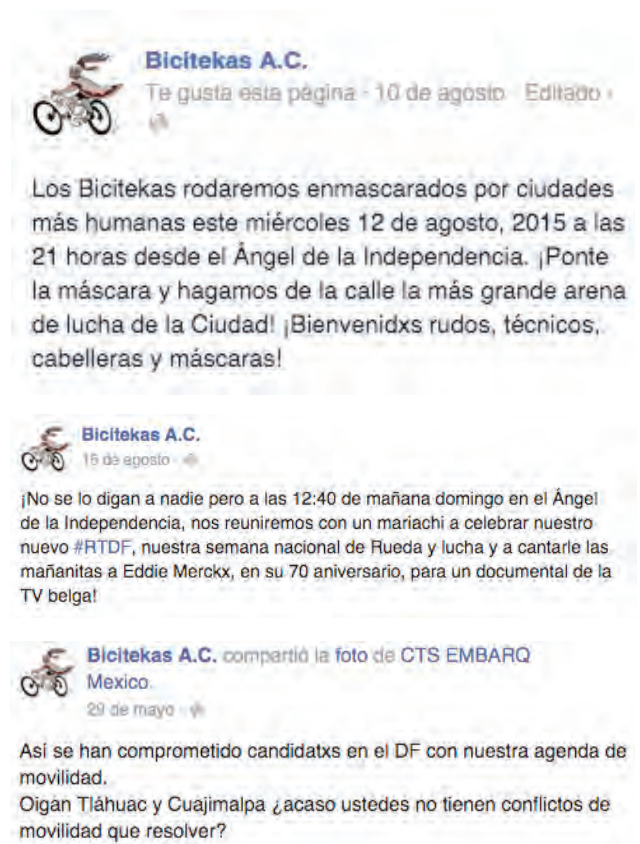 Bicitekas A.C.
Te gusta esta página · 10 de agosto · Editado ·
Los Bicitekas rodaremos enmascarados por ciudades
más humanas este miércoles 12 de agosto, 2015 a las
21 horas desde el Ángel de la Independencia. ¡Ponte
la máscara y hagamos de la calle la más grande arena
de lucha de la Ciudad! ¡Bienvenidxs rudos, técnicos,
cabelleras y máscaras!
Bicitekas A.C.
15 de agosto ·
¡No se lo digan a nadie pero a las 12:40 de mañana domingo en el Ángel
de la Independencia, nos reuniremos con un mariachi a celebrar nuestro
nuevo #RTDF, nuestra semana nacional de Rueda y lucha y a cantarle las
mañanitas a Eddie Merckx, en su 70 aniversario, para un documental de la
TV belga!
Bicitekas A.C. compartió la foto de CTS EMBARQ
Mexico.
29 de mayo ·
Así se han comprometido candidatxs en el DF con nuestra agenda de
movilidad.
Oigan Tláhuac y Cuajimalpa ¿acaso ustedes no tienen conflictos de
movilidad que resolver?